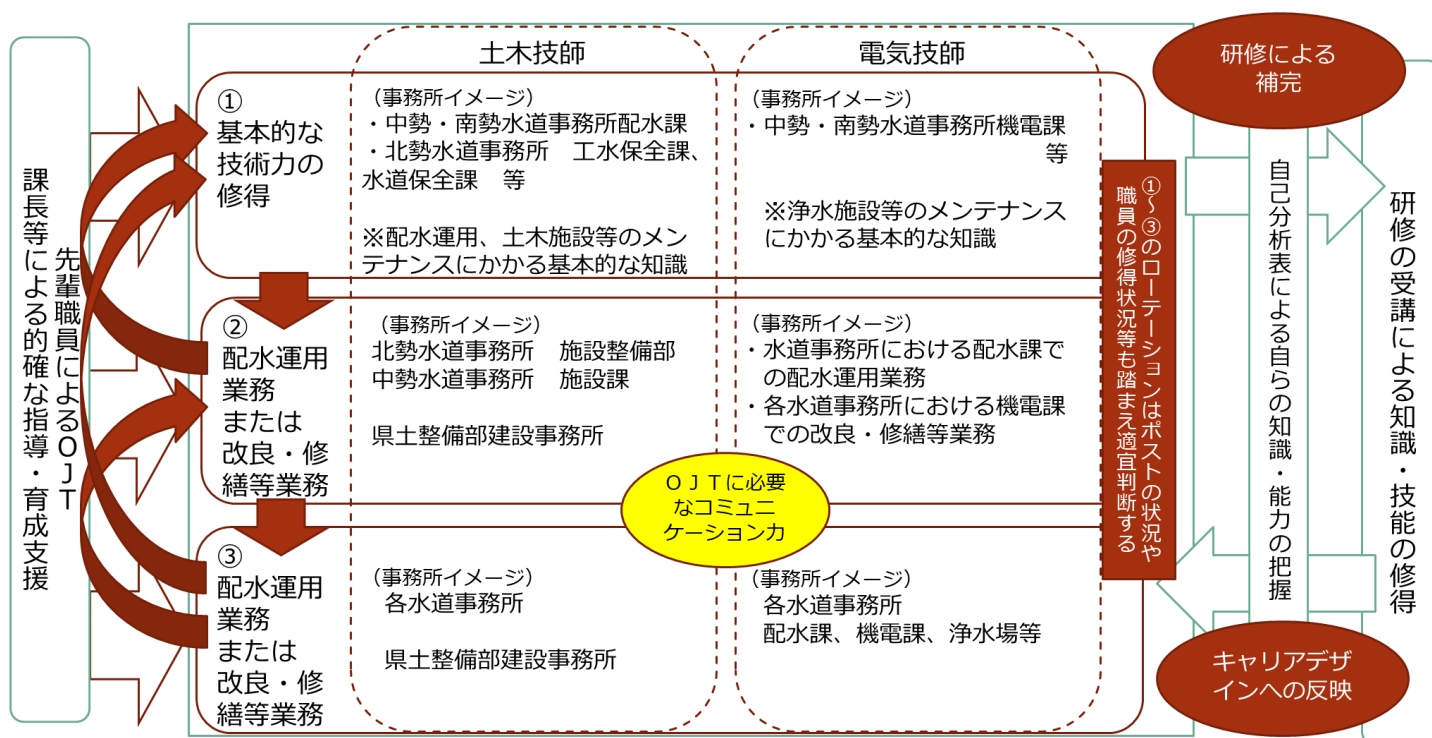 課長等による的確な指導・育成支援
先輩職員によるＯＪＴ
土木技師
電気技師
①
基本的な
技術力の
修得
（事務所イメージ）
・中勢・南勢水道事務所配水課
・北勢水道事務所　工水保全課、
水道保全課　等
※配水運用、土木施設等のメン
テナンスにかかる基本的な知識
（事務所イメージ）
・中勢・南勢水道事務所機電課
等
※浄水施設等のメンテナンス
にかかる基本的な知識
②
配水運用
業務
または
改良・修
繕等業務
（事務所イメージ）
北勢水道事務所　施設整備部
中勢水道事務所　施設課
県土整備部建設事務所
（事務所イメージ）
・水道事務所における配水課で
の配水運用業務
・各水道事務所における機電課
での改良・修繕等業務
ＯＪＴに必要
なコミュニ
ケーション力
③
配水運用
業務
または
改良・修
繕等業務
（事務所イメージ）
各水道事務所
県土整備部建設事務所
（事務所イメージ）
各水道事務所
配水課、機電課、浄水場等
①～③のローテーションはポストの状況や
職員の修得状況等も踏まえ適宜判断する
研修による
補完
自己分析表による自らの知識・能力の把握
キャリアデザ
インへの反映
研修の受講による知識・技能の修得